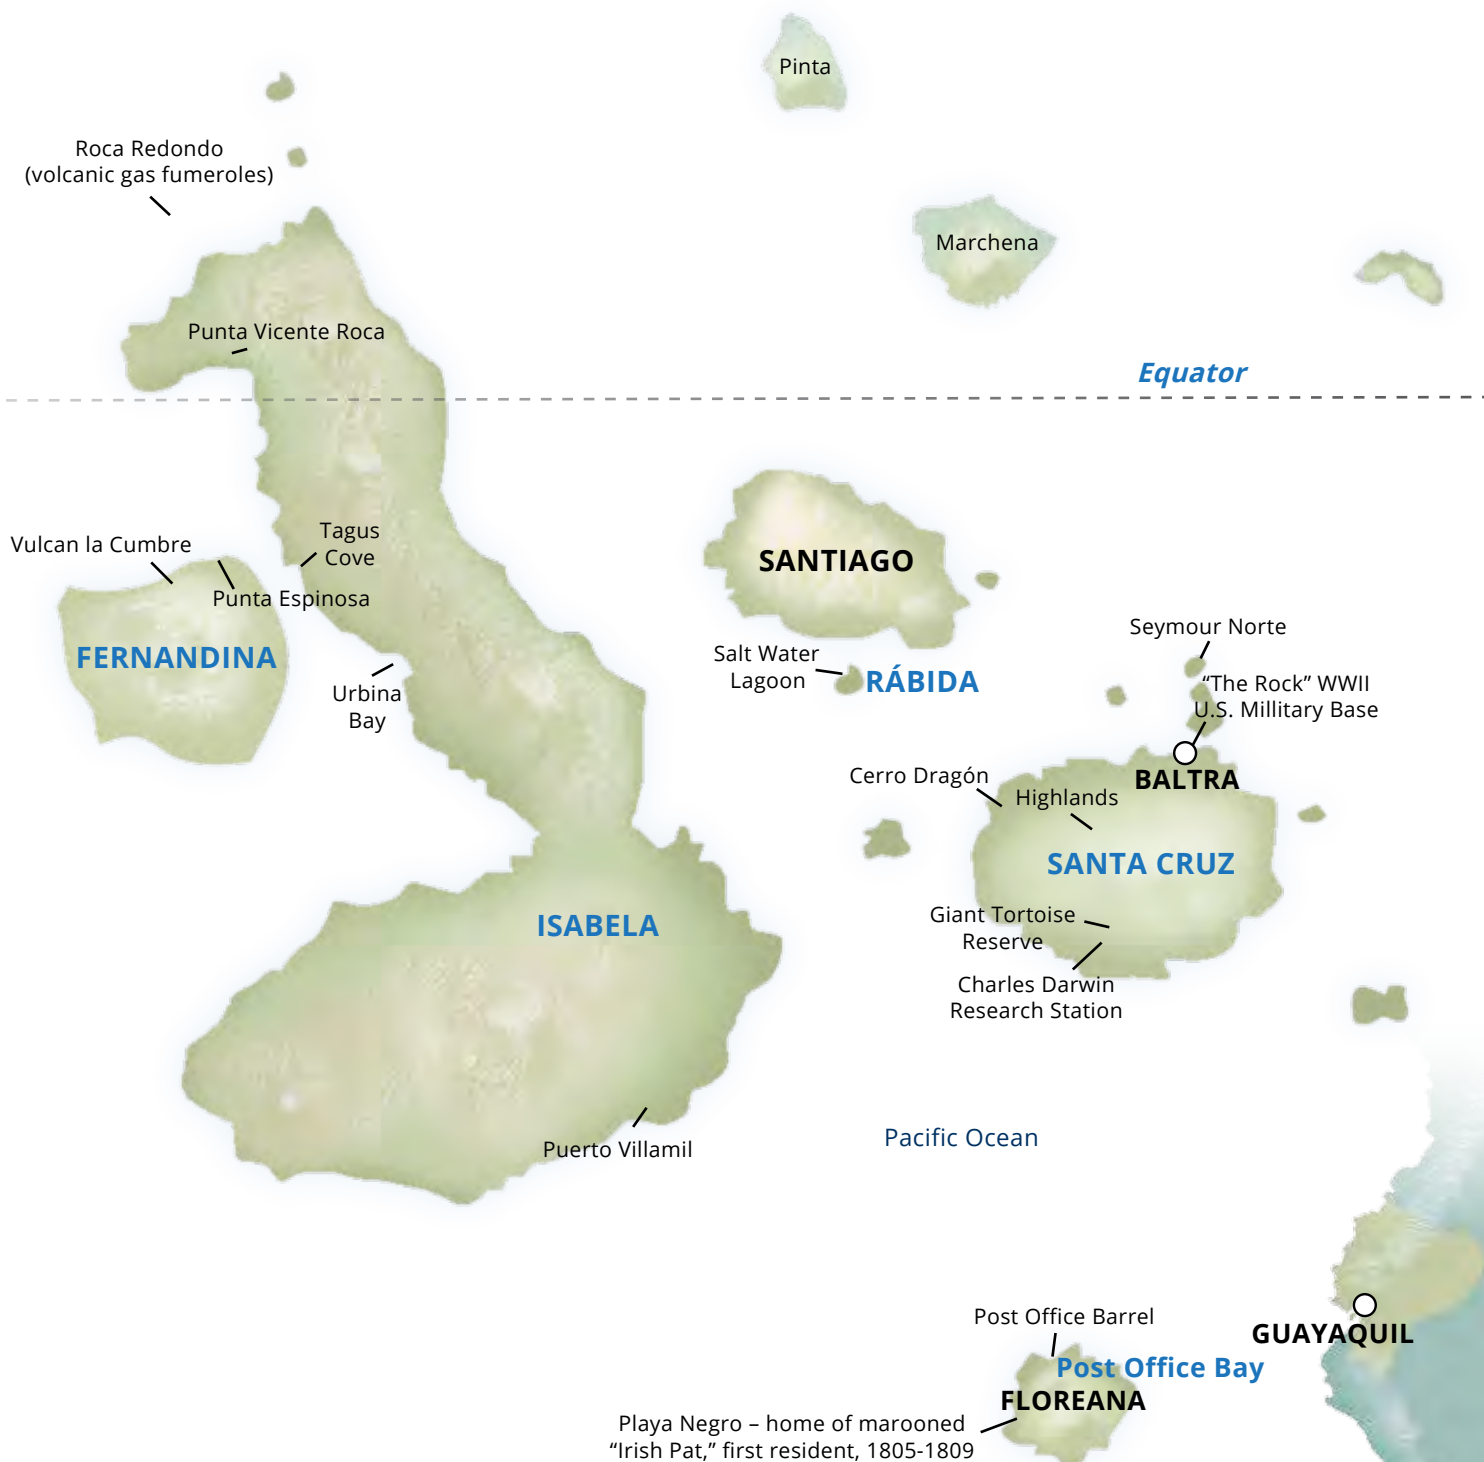 Pinta
Roca Redondo
(volcanic gas fumeroles)
Marchena
Punta Vicente Roca
Equator
Tagus
Cove
Vulcan la Cumbre
Punta Espinosa
SANTIAGO
FERNANDINA
Seymour Norte
Salt Water
Lagoon
RÁBIDA
Urbina
Bay
“The Rock” WWII
U.S. Millitary Base
Cerro Dragón
BALTRA
Highlands
SANTA CRUZ
ISABELA
Giant Tortoise
Reserve
Charles Darwin
Research Station
Pacific Ocean
Puerto Villamil
Post Office Barrel
GUAYAQUIL
Post Office Bay
FLOREANA
Playa Negro – home of marooned
“Irish Pat,” first resident, 1805-1809